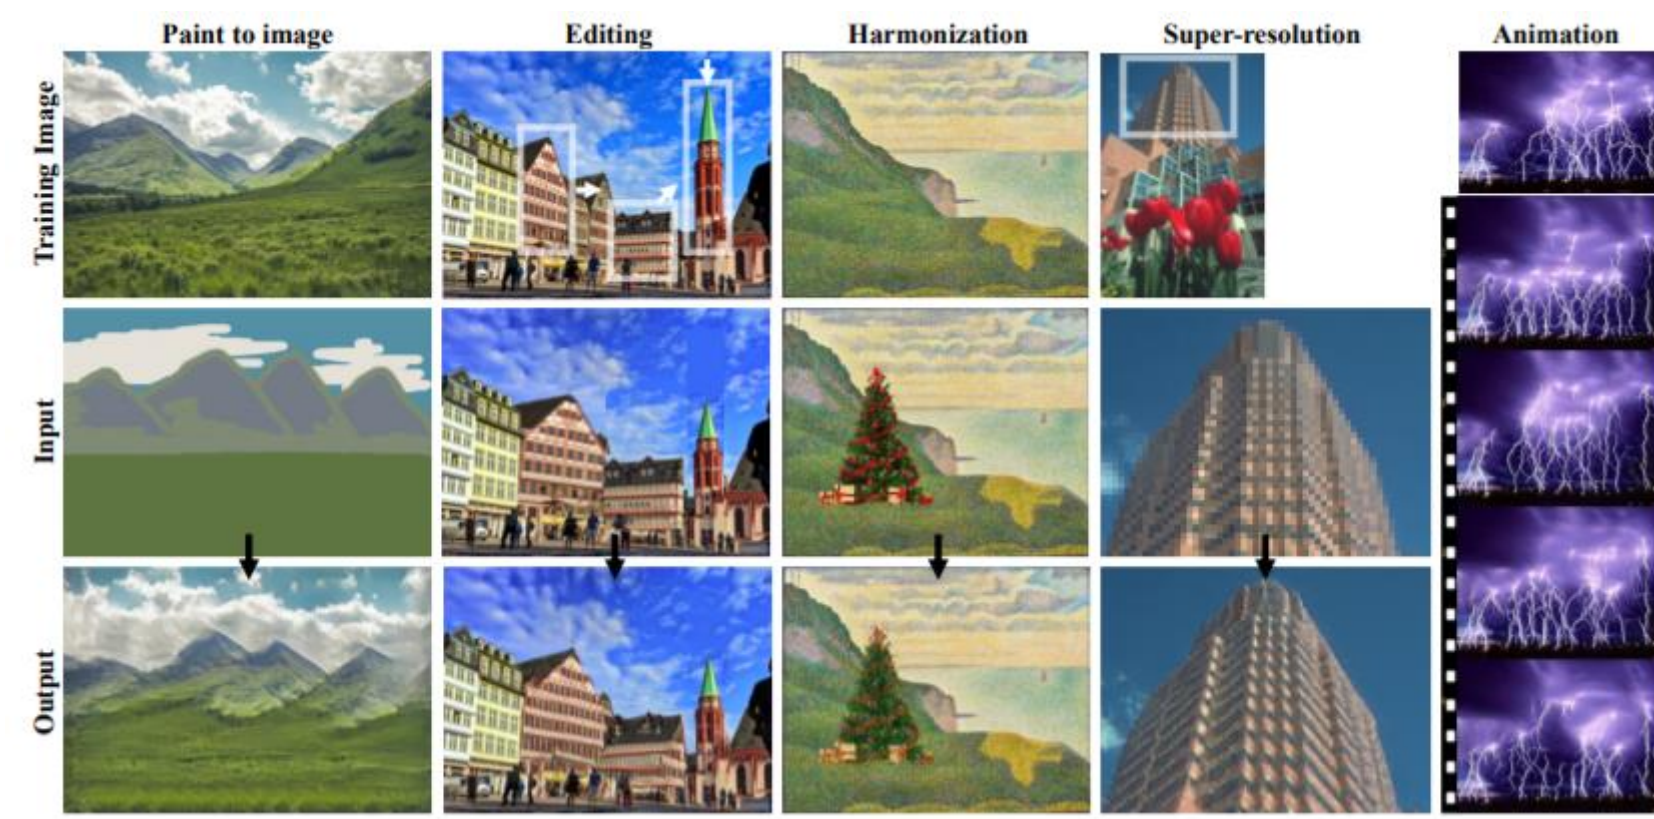 Paint to image
Editing
Harmonization
Super-resolution
Animation
Training Image
Input
Output